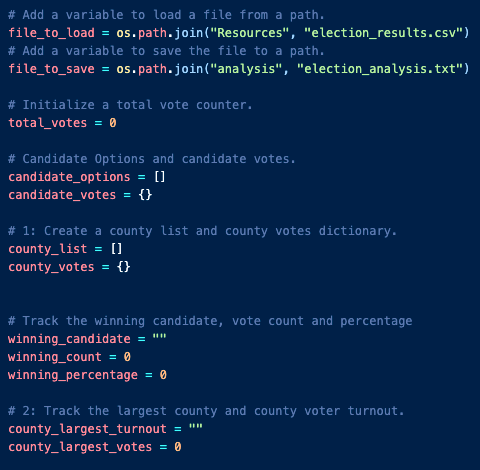 # Add a variable to load a file from a path.
file_to_load = os.path.join("Resources", "election_results.csv")
# Add a variable to save the file to a path.
file_to_save = os.path.join("analysis", "election_analysis.txt")
# Initialize a total vote counter.
total_votes = 0
# Candidate Options and candidate votes.
candidate_options = []
candidate_votes = {}
# 1: Create a county list and county votes dictionary.
county_list = []
county_votes = {}
# Track the winning candidate, vote count and percentage
winning_candidate = ""
winning_count = 0
winning_percentage = 0
# 2: Track the largest county and county voter turnout.
county_largest_turnout = ""
county_largest_votes = 0